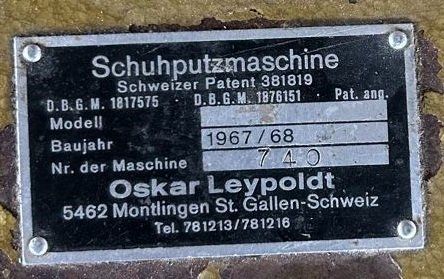 Schuhputzmaschine
Schweizer Patent 381819
D.B.G.M. 1817575 · D.B.G.M. 1876151 · Pat. ang.
Modell
Baujahr 1967/68
Nr. der Maschine 740
Oskar Leypoldt
5462 Montlingen St. Gallen-Schweiz
Tel. 781213/781216